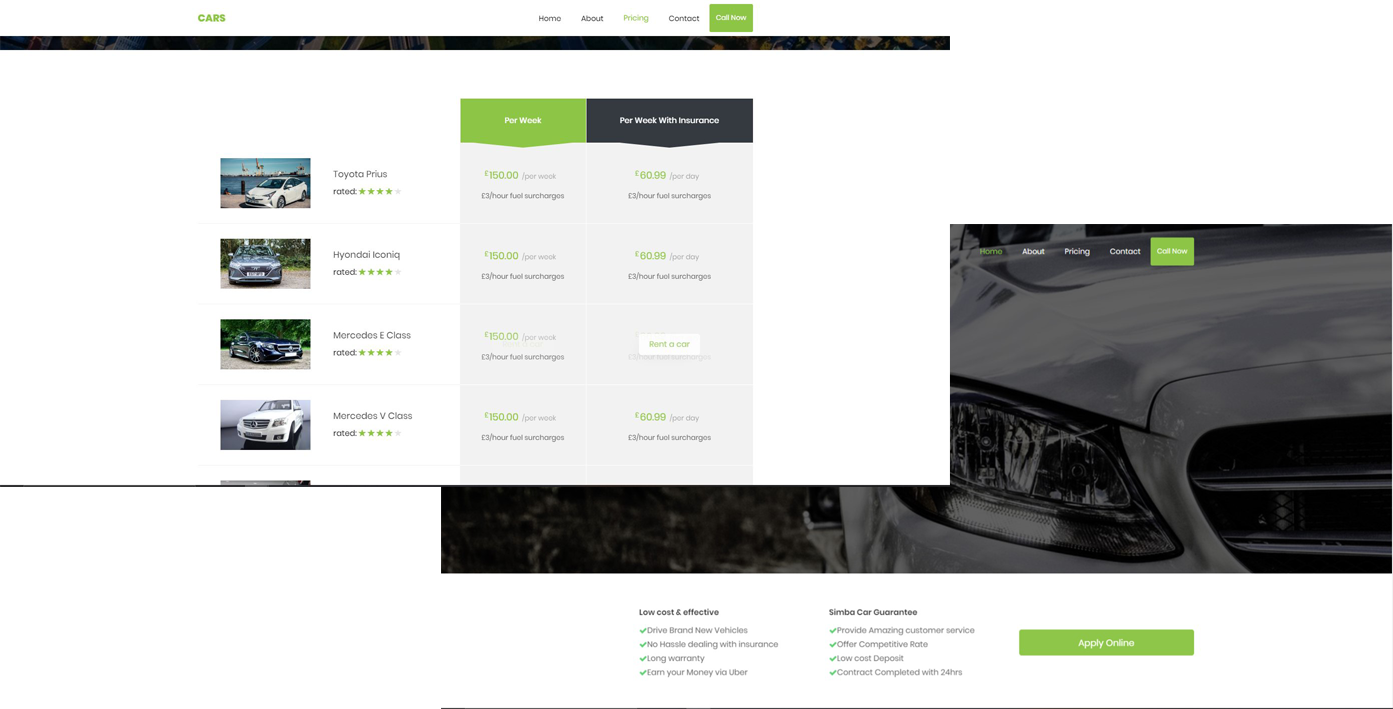 CARS
Home About Pricing Contact Call Now
Per Week Per Week With Insurance
Toyota Prius
rated:
£150.00 /per week
£3/hour fuel surcharges
£60.99 /per day
£3/hour fuel surcharges
Hyondai Iconiq
rated:
£150.00 /per week
£3/hour fuel surcharges
£60.99 /per day
£3/hour fuel surcharges
Mercedes E Class
rated:
£150.00 /per week
£3/hour fuel surcharges
Rent a car
£3/hour fuel surcharges
Mercedes V Class
rated:
£150.00 /per week
£3/hour fuel surcharges
£60.99 /per day
£3/hour fuel surcharges
Home About Pricing Contact Call Now
Low cost & effective
Drive Brand New Vehicles
No Hassle dealing with insurance
Long warranty
Earn your Money via Uber
Simba Car Guarantee
Provide Amazing customer service
Offer Competitive Rate
Low cost Deposit
Contract Completed with 24hrs
Apply Online